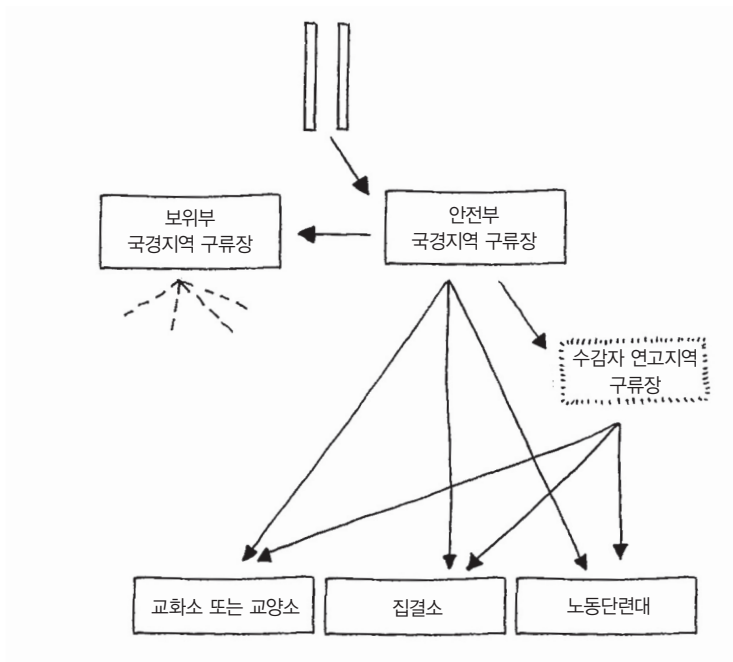 보위부
국경지역 구류장
안전부
국경지역 구류장
수감자 연고지역
구류장
교화소 또는 교양소
집결소
노동단련대